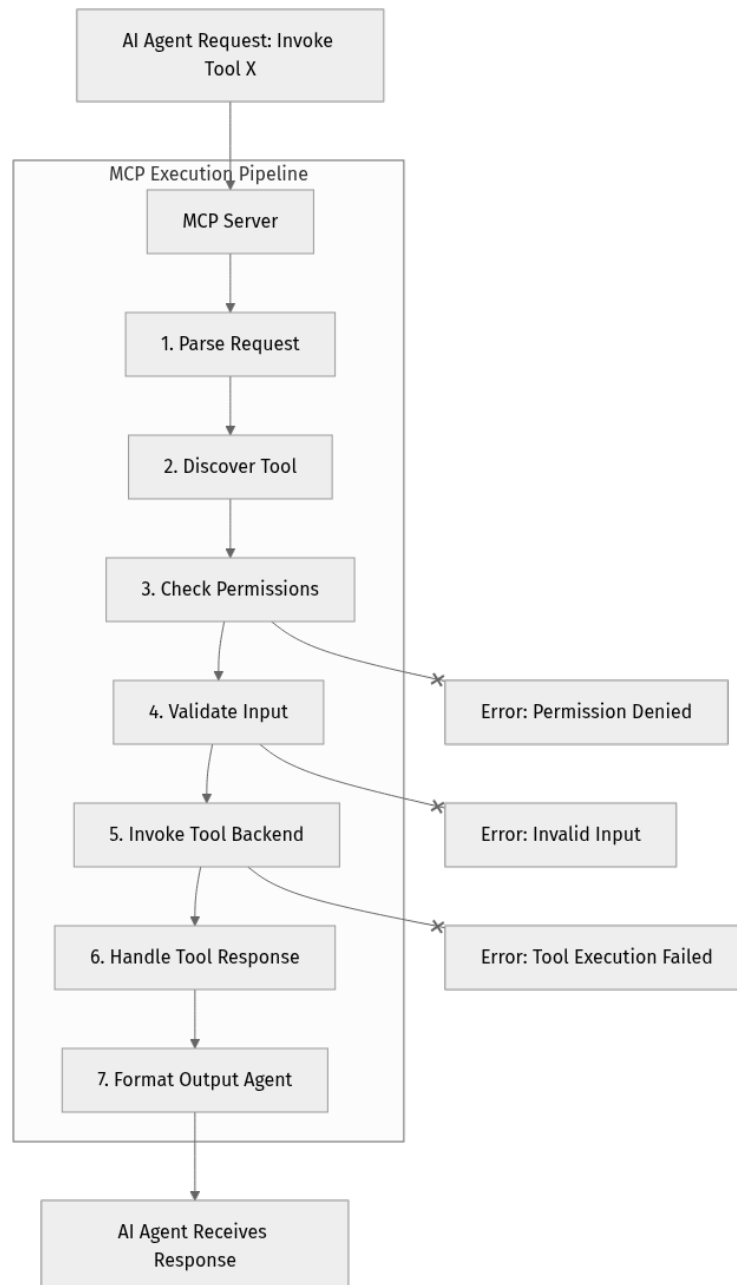 AI Agent Request: Invoke
Tool X
MCP Execution Pipeline
MCP Server
1. Parse Request
2. Discover Tool
3. Check Permissions
4. Validate Input
Error: Permission Denied
5. Invoke Tool Backend
Error: Invalid Input
6. Handle Tool Response
Error: Tool Execution Failed
7. Format Output Agent
AI Agent Receives
Response